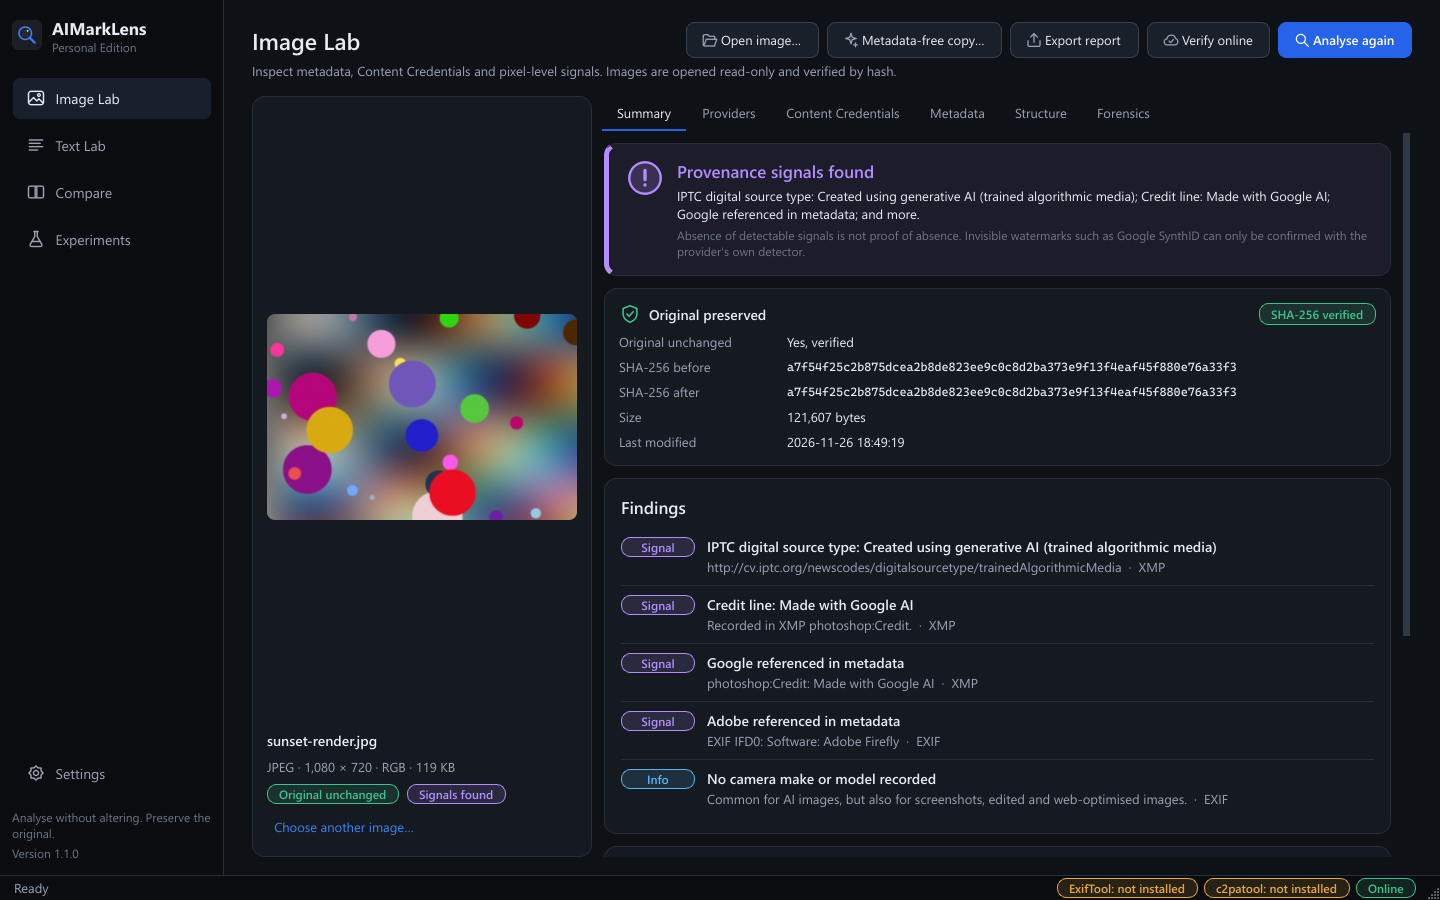 AIMarkLens
Personal Edition
Image Lab
Text Lab
Compare
Experiments
Settings
Analyse without altering. Preserve the
original.
Version 1.1.0
Image Lab
Open image...
Metadata-free copy...
Export report
Verify online
Analyse again
Inspect metadata, Content Credentials and pixel-level signals. Images are opened read-only and verified by hash.
sunset-render.jpg
JPEG · 1,080 × 720 · RGB · 119 KB
Original unchanged
Signals found
Choose another image...
Summary
Providers
Content Credentials
Metadata
Structure
Forensics
Provenance signals found
IPTC digital source type: Created using generative AI (trained algorithmic media); Credit line: Made with Google AI;
Google referenced in metadata; and more.
Absence of detectable signals is not proof of absence. Invisible watermarks such as Google SynthID can only be confirmed with the
provider's own detector.
Original preserved
SHA-256 verified
Original unchanged Yes, verified
SHA-256 before a7f54f25c2b875dcea2b8de823ee9c0c8d2ba373e9f13f4eaf45f880e76a33f3
SHA-256 after a7f54f25c2b875dcea2b8de823ee9c0c8d2ba373e9f13f4eaf45f880e76a33f3
Size 121,607 bytes
Last modified 2026-11-26 18:49:19
Findings
Signal IPTC digital source type: Created using generative AI (trained algorithmic media)
http://cv.iptc.org/newscodes/digitalsourcetype/trainedAlgorithmicMedia · XMP
Signal Credit line: Made with Google AI
Recorded in XMP photoshop:Credit. · XMP
Signal Google referenced in metadata
photoshop:Credit: Made with Google AI · XMP
Signal Adobe referenced in metadata
EXIF IFD0: Software: Adobe Firefly · EXIF
Info No camera make or model recorded
Common for AI images, but also for screenshots, edited and web-optimised images. · EXIF
Ready
ExifTool: not installed
c2patool: not installed
Online